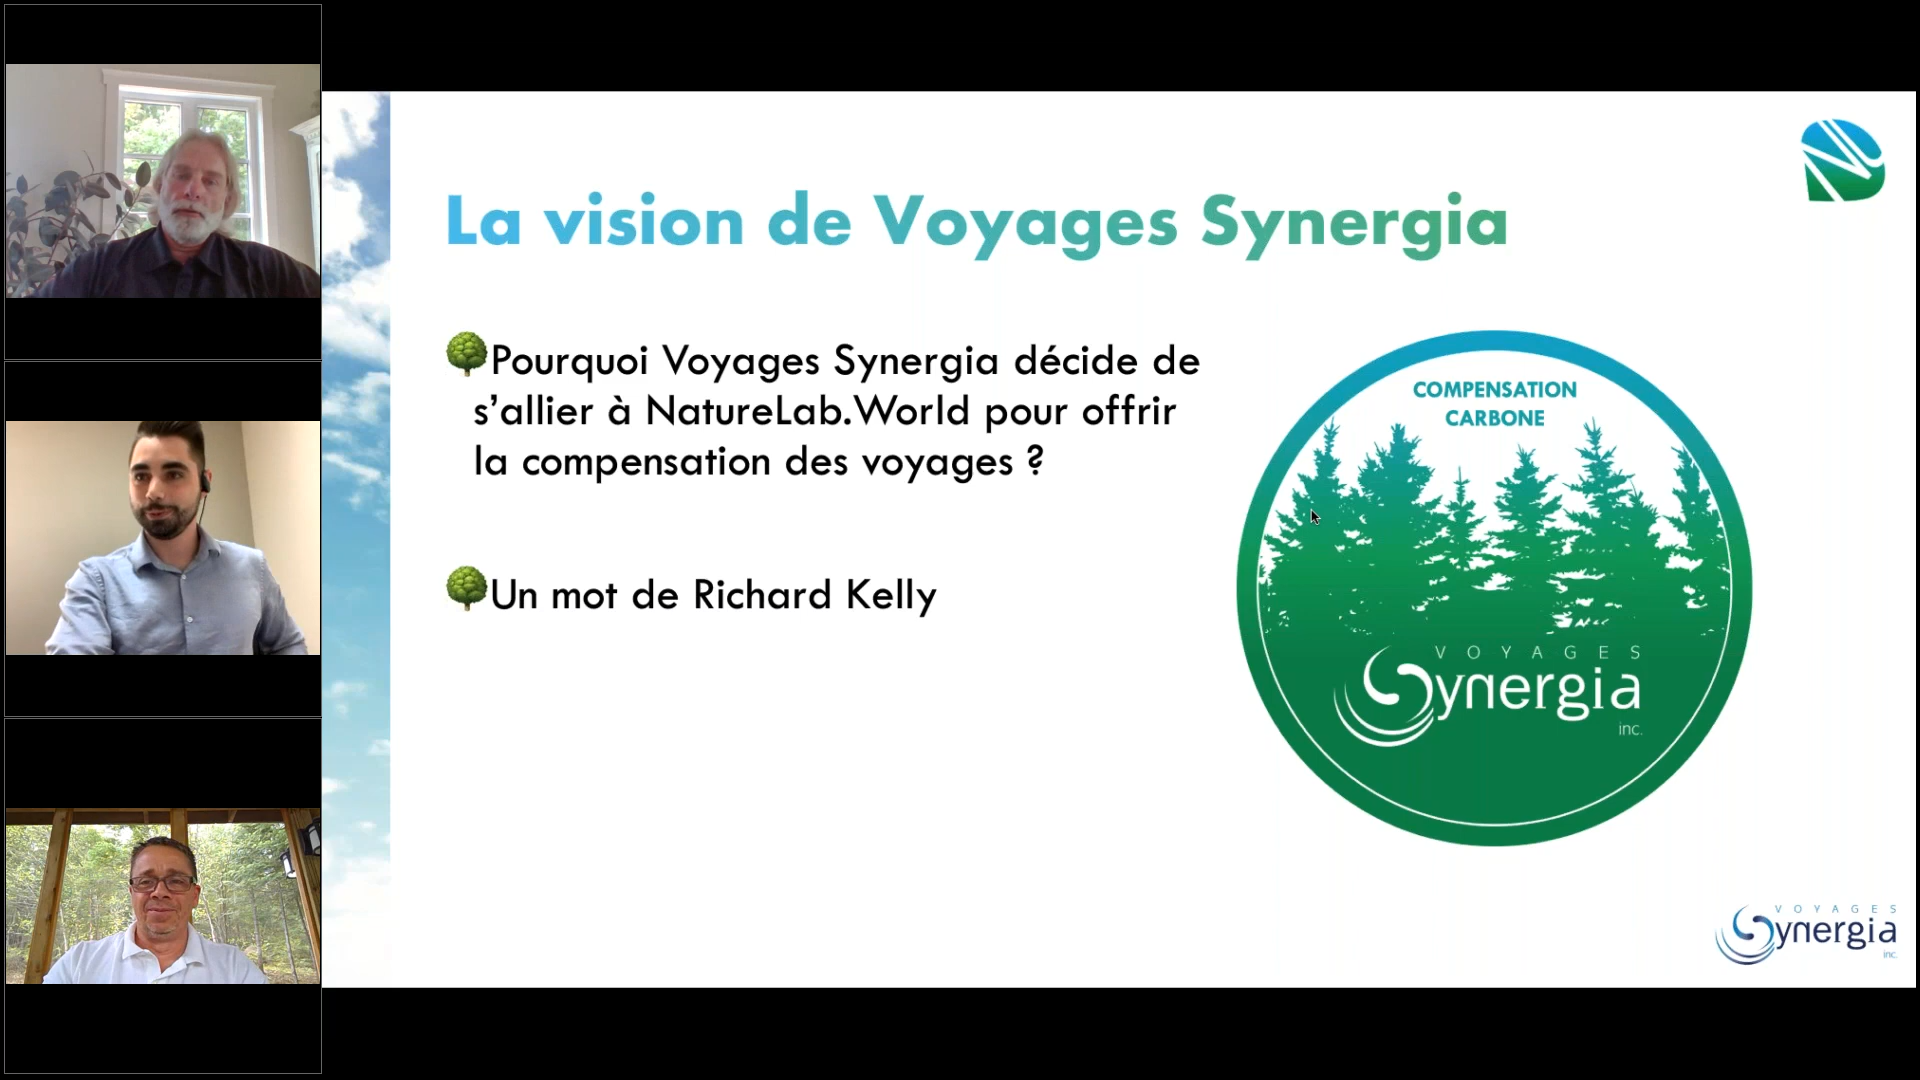 La vision de Voyages Synergia
Pourquoi Voyages Synergia décide de
s’allier à NatureLab.World pour offrir
la compensation des voyages ?
Un mot de Richard Kelly
COMPENSATION
CARBONE
VOYAGES
Synergia
inc.
VOYAGES
Synergia
inc.